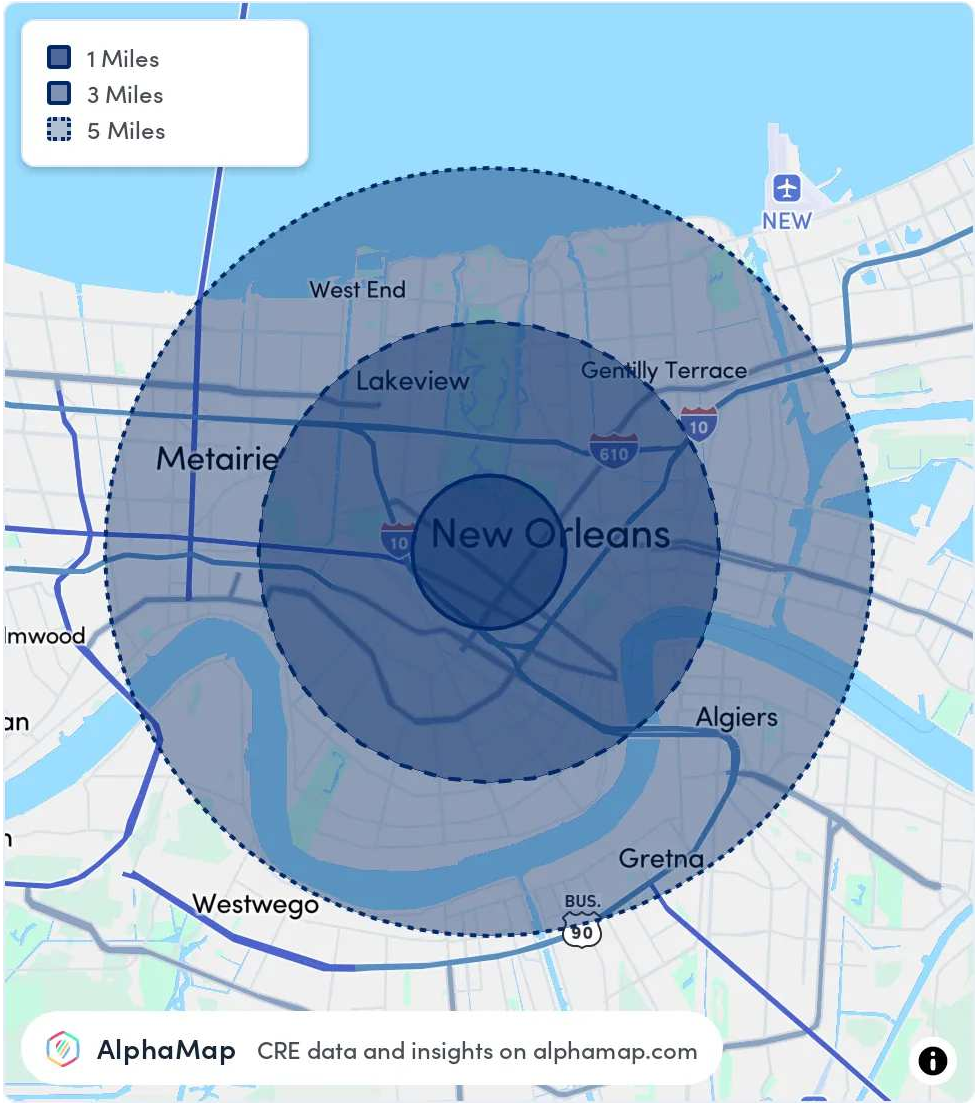 1 Miles
3 Miles
5 Miles
NEW
West End
Lakeview
Gentilly Terrace
10
610
Metairie
10
New Orleans
lmwood
an
Algiers
n
Gretna
Westwego
BUS.
90
AlphaMap CRE data and insights on alphamap.com